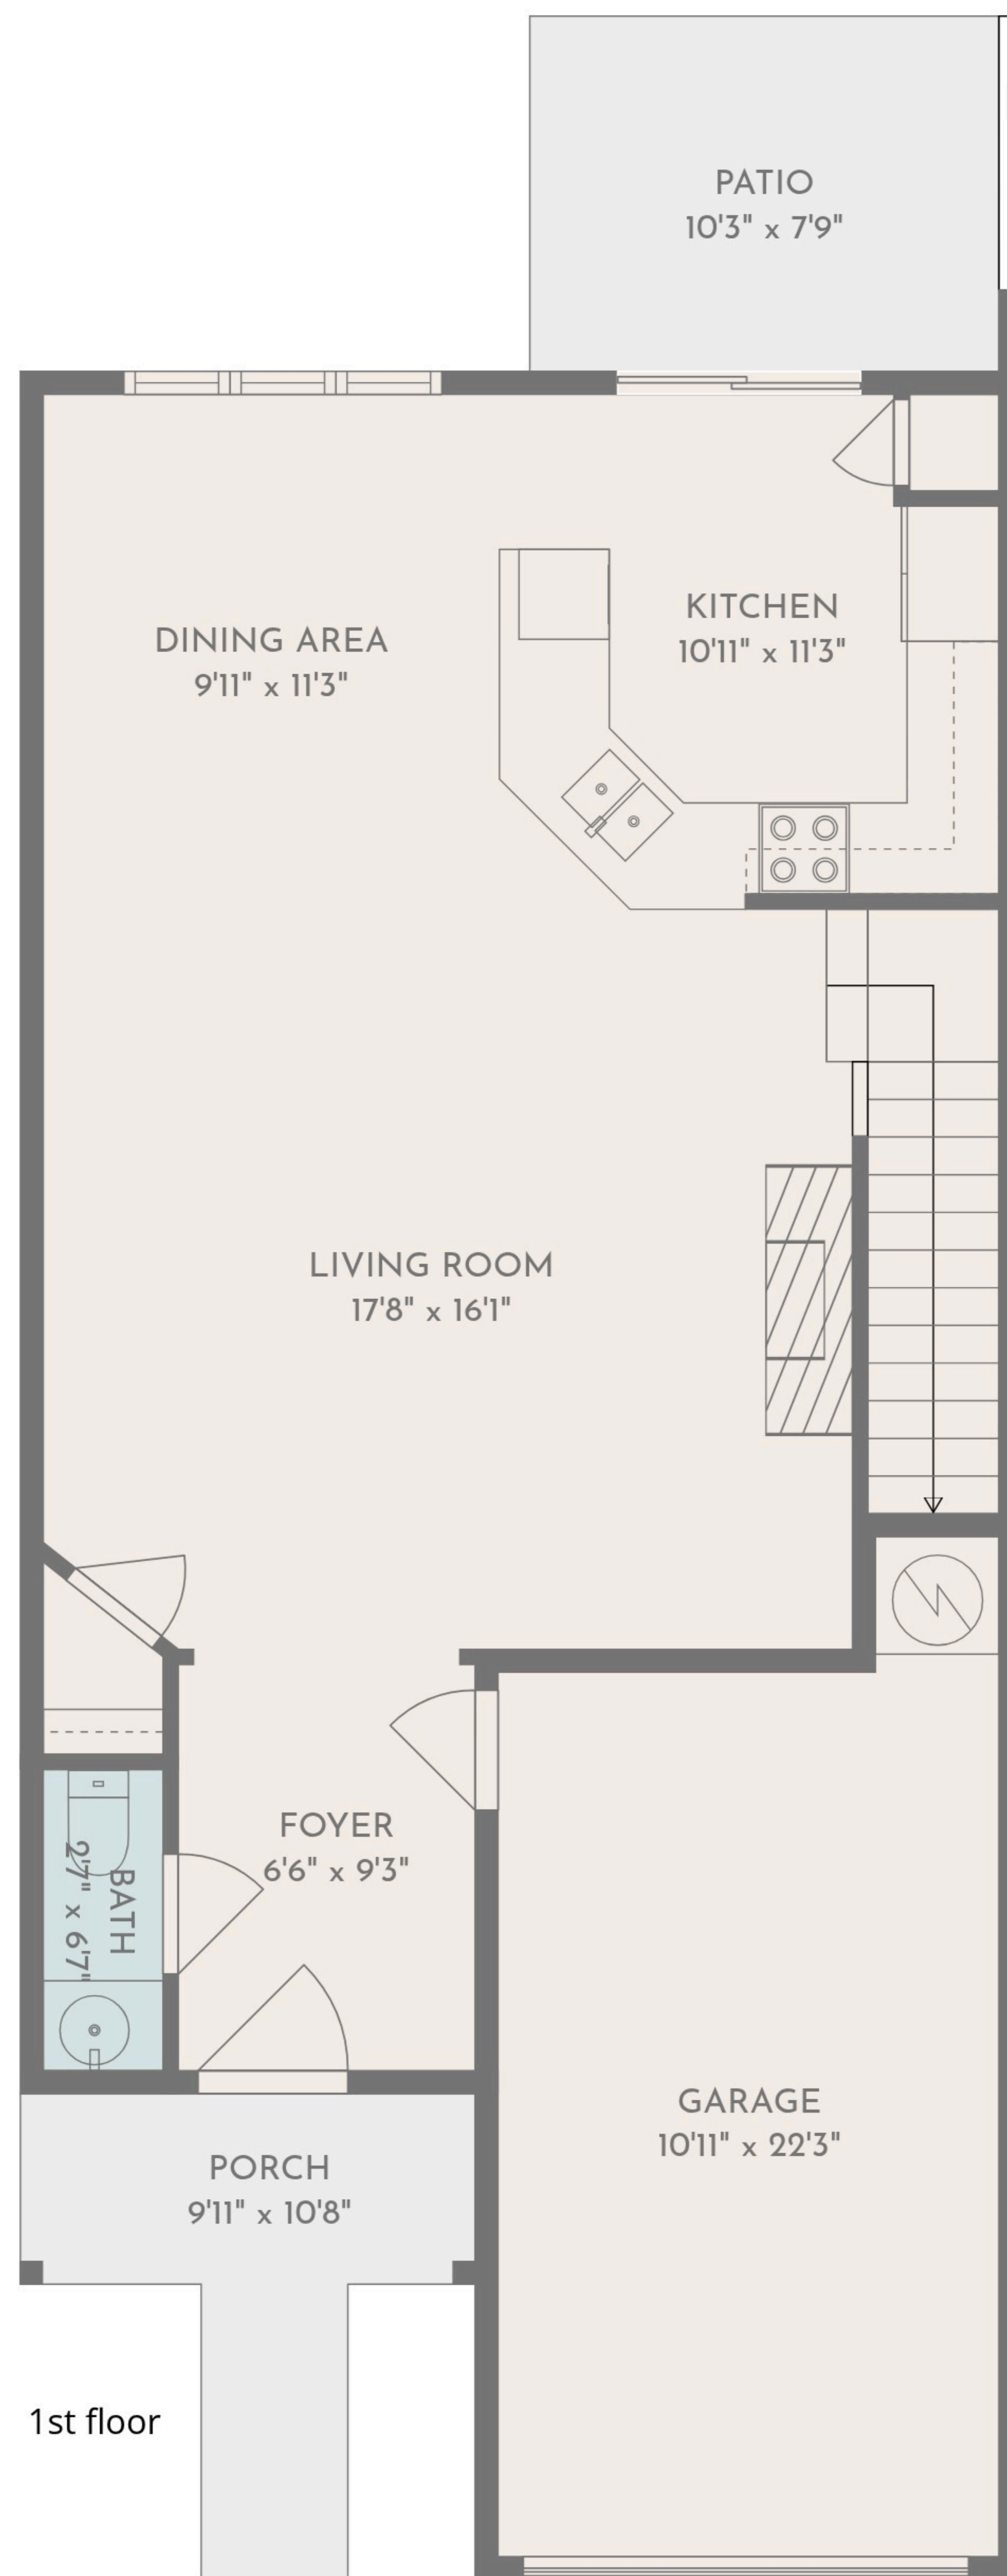 PATIO
10'3" x 7'9"
KITCHEN
10'11" x 11'3"
DINING AREA
9'11" x 11'3"
LIVING ROOM
17'8" x 16'1"
FOYER
6'6" x 9'3"
BATH
2'7" x 6'7"
GARAGE
10'11" x 22'3"
PORCH
9'11" x 10'8"
1st floor